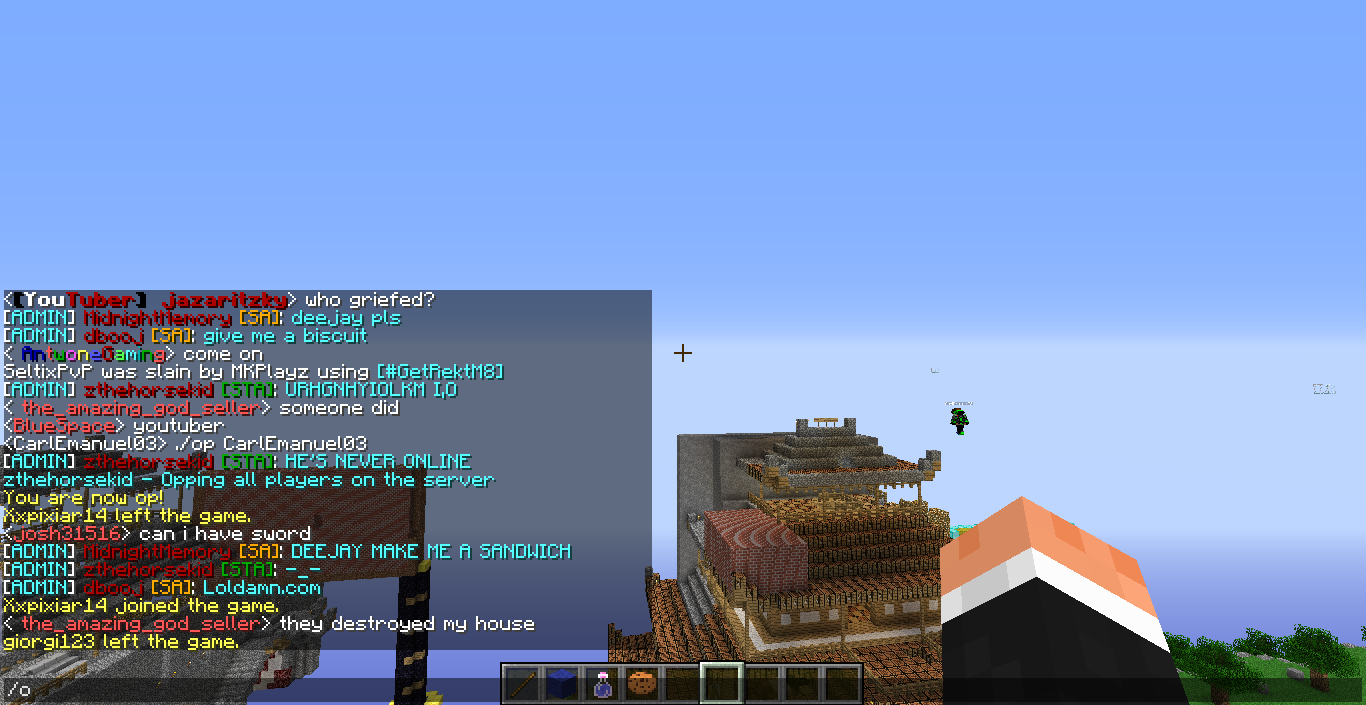 <[YouTuber] jazaritzky> who griefed?
[ADMIN] MidnightMemory [SA]: deejay pls
[ADMIN] dbooj [SA]: give me a biscuit
< AntwoneGaming> come on
SeltixPvP was slain by MKPlayz using [#GetRektM8]
[ADMIN] zthehorsekid [STA]: URHGNHYIOLKM I,O
< the_amazing_god_seller> someone did
<BlueSpace> youtuber
<CarlEmanuel03> ./op CarlEmanuel03
[ADMIN] zthehorsekid [STA]: HE'S NEVER ONLINE
zthehorsekid - Opping all players on the server
You are now op!
Xxpixiar14 left the game.
<josh31516> can i have sword
[ADMIN] MidnightMemory [SA]: DEEJAY MAKE ME A SANDWICH
[ADMIN] zthehorsekid [STA]: -_-
[ADMIN] dbooj [SA]: Loldamn.com
Xxpixiar14 joined the game.
< the_amazing_god_seller> they destroyed my house
giorgi123 left the game.
/o